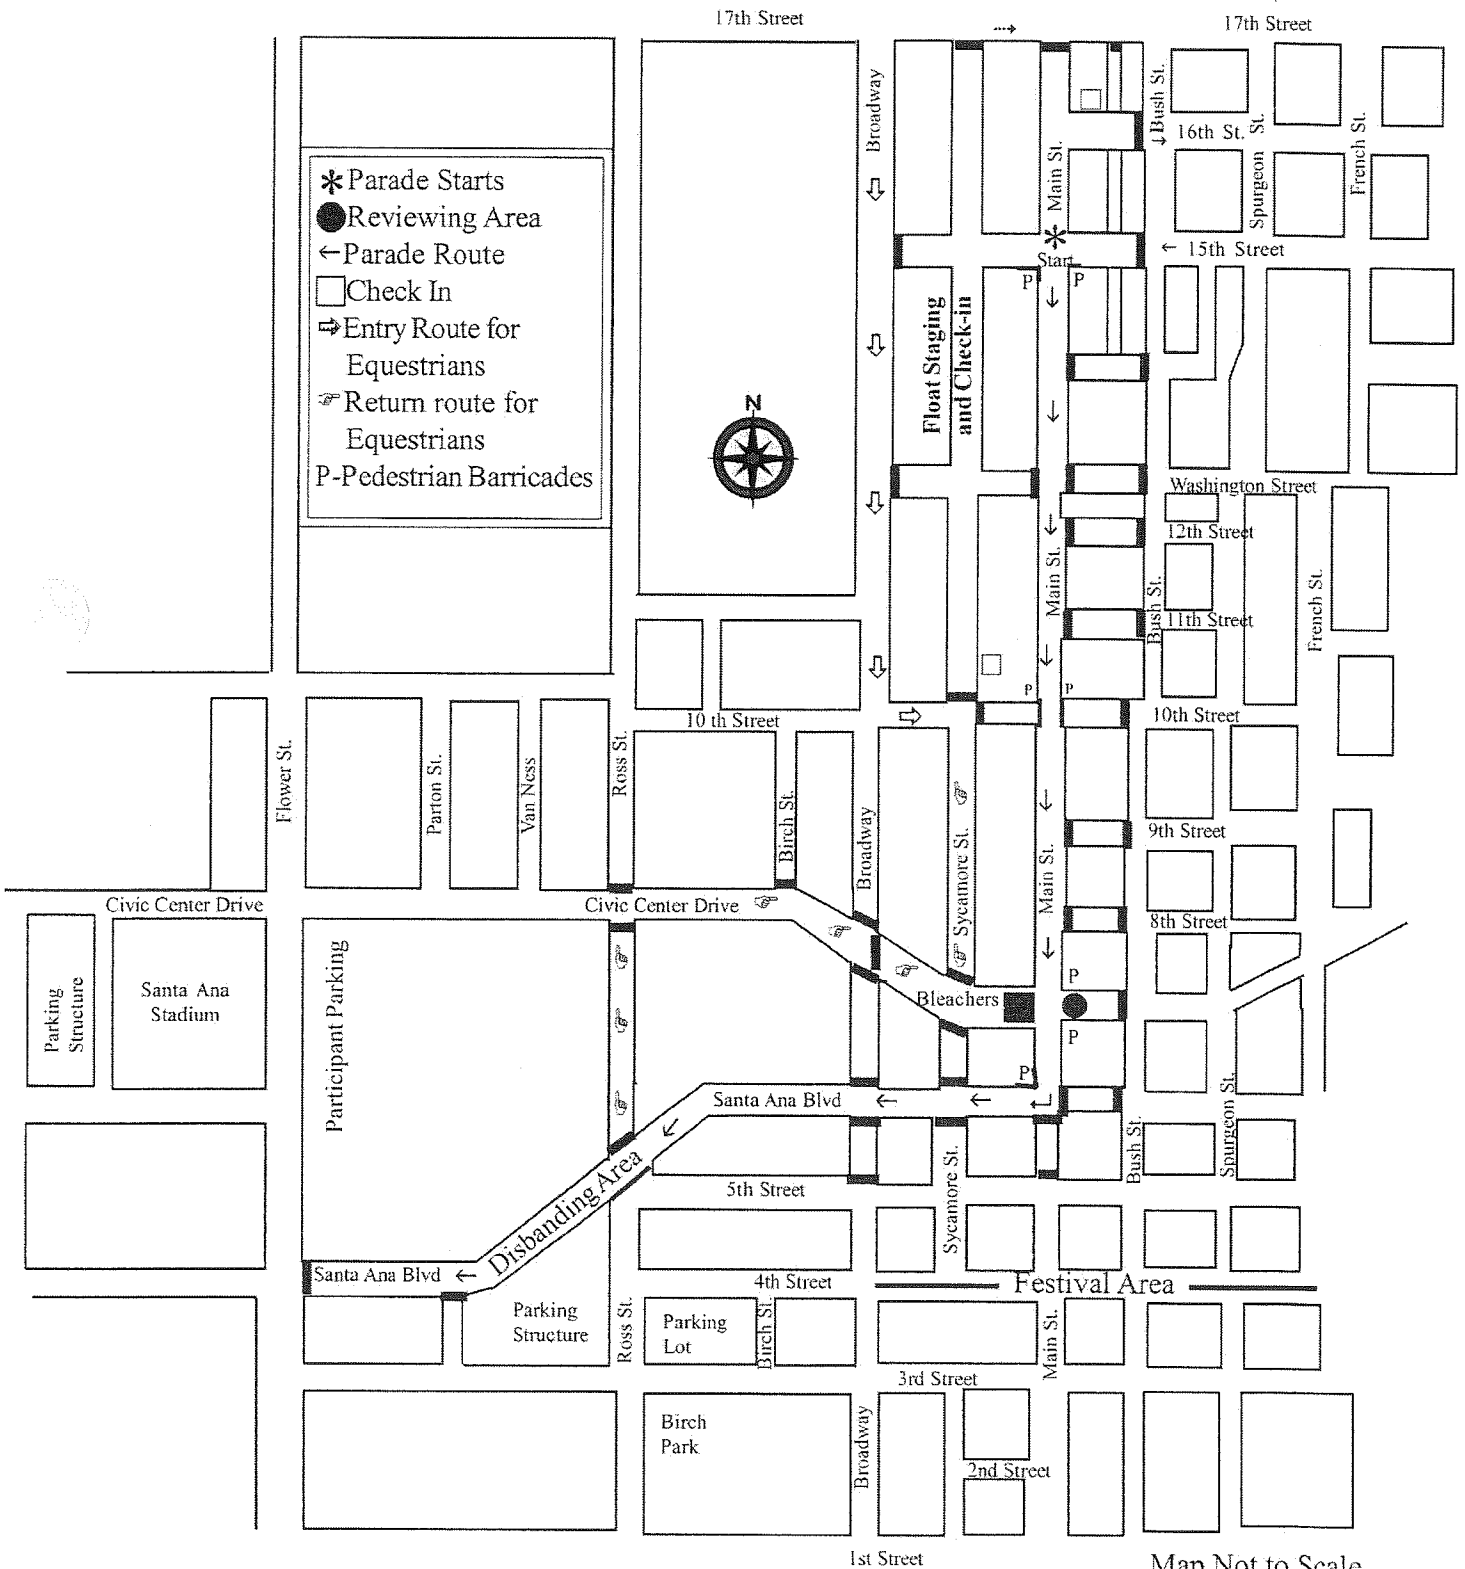 17th Street
17th Street
Broadway
Bush St.
16th St.
Spurgeon St.
French St.
Main St.
Parade Starts
Reviewing Area
Parade Route
Check In
Entry Route for
Equestrians
Return route for
Equestrians
P-Pedestrian Barricades
Start
15th Street
P
P
Float Staging
and Check-in
N
Washington Street
12th Street
Main St.
Bush St.
11th Street
French St.
P
P
10 th Street
10th Street
Flower St.
Parton St.
Van Ness
Ross St.
Birch St.
Broadway
Sycamore St.
Main St.
9th Street
8th Street
Civic Center Drive
Civic Center Drive
Parking
Structure
Santa Ana
Stadium
Participant Parking
Bleachers
P
P
P
Santa Ana Blvd
Spurgeon St.
Bush St.
Sycamore St.
5th Street
Disbanding Area
Santa Ana Blvd
4th Street
Festival Area
Parking
Structure
Ross St.
Parking
Lot
Birch St.
Main St.
3rd Street
Birch
Park
Broadway
2nd Street
1st Street
Map Not to Scale